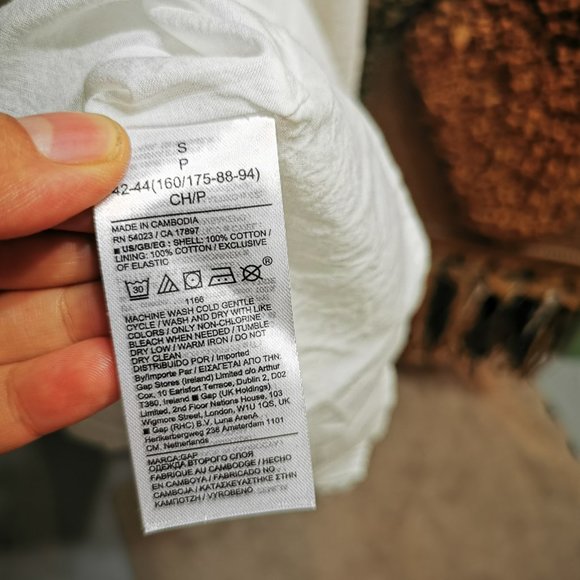 S
P
42-44(160/175-88-94)
CH/P
MADE IN CAMBODIA
RN 54023 / CA 17897
■ US/GB/EG : SHELL: 100% COTTON /
LINING: 100% COTTON / EXCLUSIVE
OF ELASTIC
30
®
1166
MACHINE WASH COLD GENTLE
CYCLE / WASH AND DRY WITH LIKE
COLORS / ONLY NON-CHLORINE
BLEACH WHEN NEEDED / TUMBLE
DRY LOW / WARM IRON / DO NOT
DRY CLEAN
DISTRIBUIDO POR / Imported
By/Importe Par / ΕΙΣΑΓΕΤΑΙ ΑΠΟ ΤΗΝ
Gap Stores (Ireland) Limited c/o Arthur
Cox, 10 Earlsfort Terrace, Dublin 2, D02
T380, Ireland ■ Gap (UK Holdings)
Limited, 2nd Floor Nations House, 103
Wigmore Street, London, W1U 1QS, UK
■ Gap (RHC) B.V. Luna ArenA
Herikerbergweg 238 Amsterdam 1101
CM, Netherlands
МАРКА:GAP
ОДЕЖДА ВТОРОГО СЛОЯ
FABRIQUE AU CAMBODGE / HECHO
EN CAMBOYA / FABRICADO NO
CAMBOJA / ΚΑΤΑΣΚΕΥΑΣΤΗΚΕ ΣΤΗΝ
ΚΑΜΠΟΤΖΗ / VYROBENO